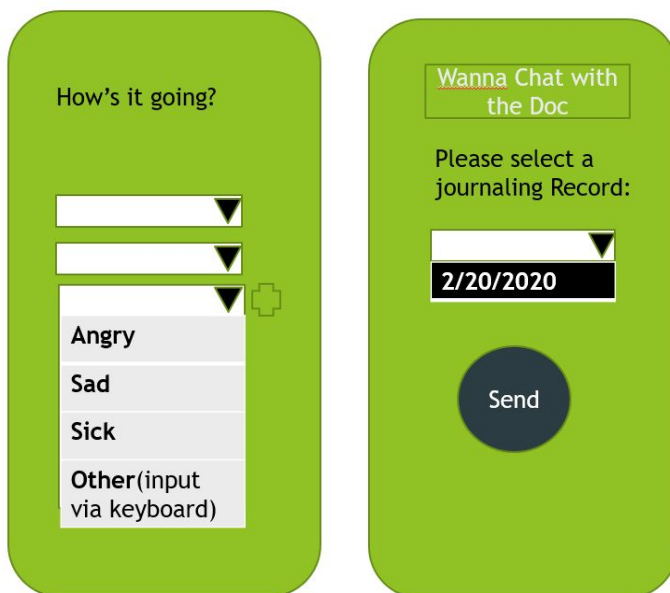 How's it going?
Angry
Sad
Sick
Other(input
via keyboard)
Wanna Chat with
the Doc
Please select a
journaling Record:
2/20/2020
Send